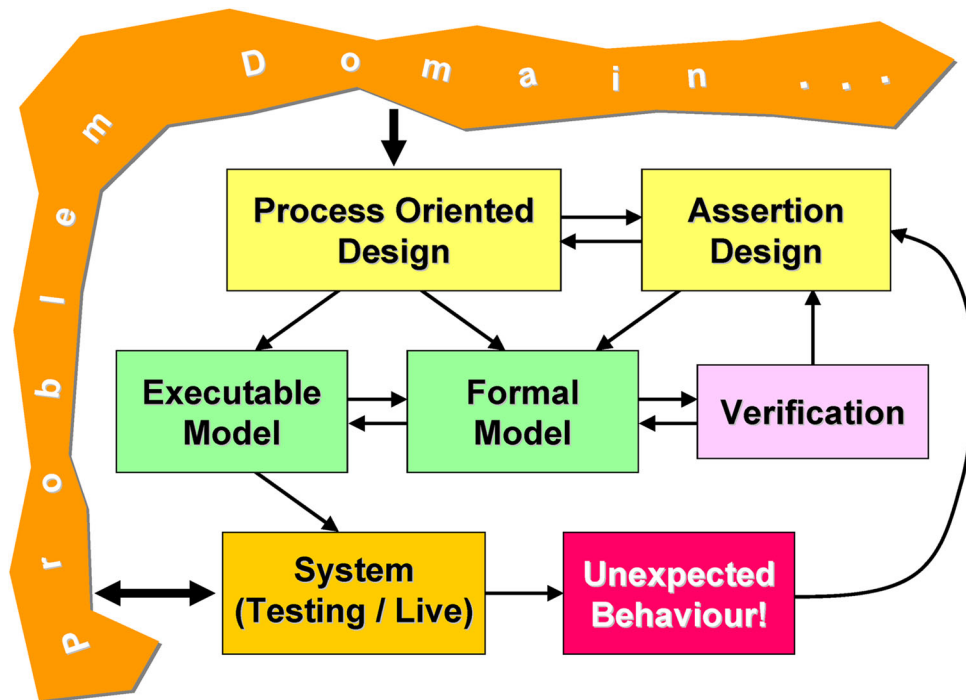 Problem Domain...
Process Oriented
Design
Assertion
Design
Executable
Model
Formal
Model
Verification
System
(Testing / Live)
Unexpected
Behaviour!